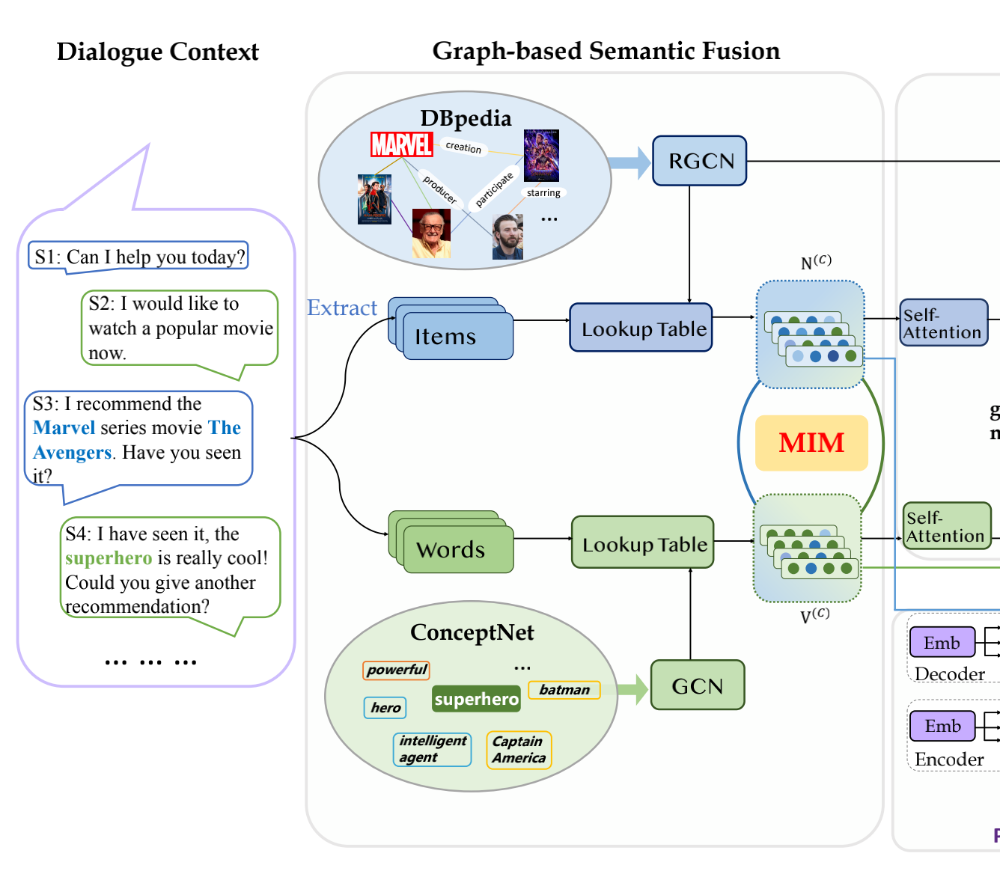 Dialogue Context
Graph-based Semantic Fusion
DBpedia
MARVEL
creation
producer
participate
starring
...
RGCN
S1: Can I help you today?
S2: I would like to
watch a popular movie
now.
S3: I recommend the
Marvel series movie The
Avengers. Have you seen
it?
S4: I have seen it, the
superhero is really cool!
Could you give another
recommendation?
... ... ...
Extract
Items
Lookup Table
N(C)
Self-
Attention
MIM
g
Words
Lookup Table
V(C)
Self-
Attention
ConceptNet
powerful
...
superhero
batman
hero
intelligent
agent
Captain
America
GCN
Emb
Decoder
Emb
Encoder